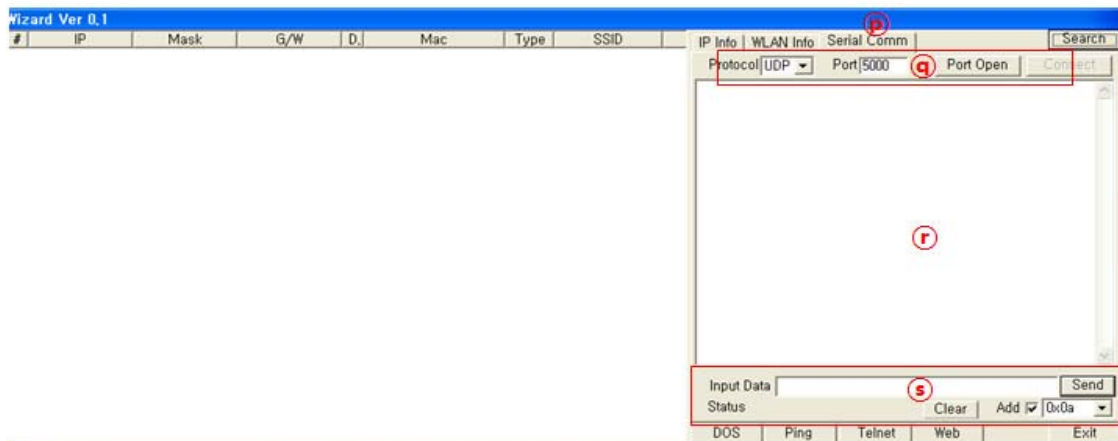 Wizard Ver 0.1
# IP Mask G/W D. Mac Type SSID
p
IP Info WLAN Info Serial Comm Search
Protocol UDP Port 5000 q Port Open Connect
r
Input Data s Send
Status Clear Add 0x0a
DOS Ping Telnet Web Exit